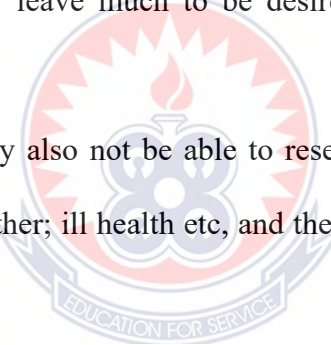 leave much to be desire
y also not be able to rese
ther; ill health etc, and the
EDUCATION FOR SERVICE